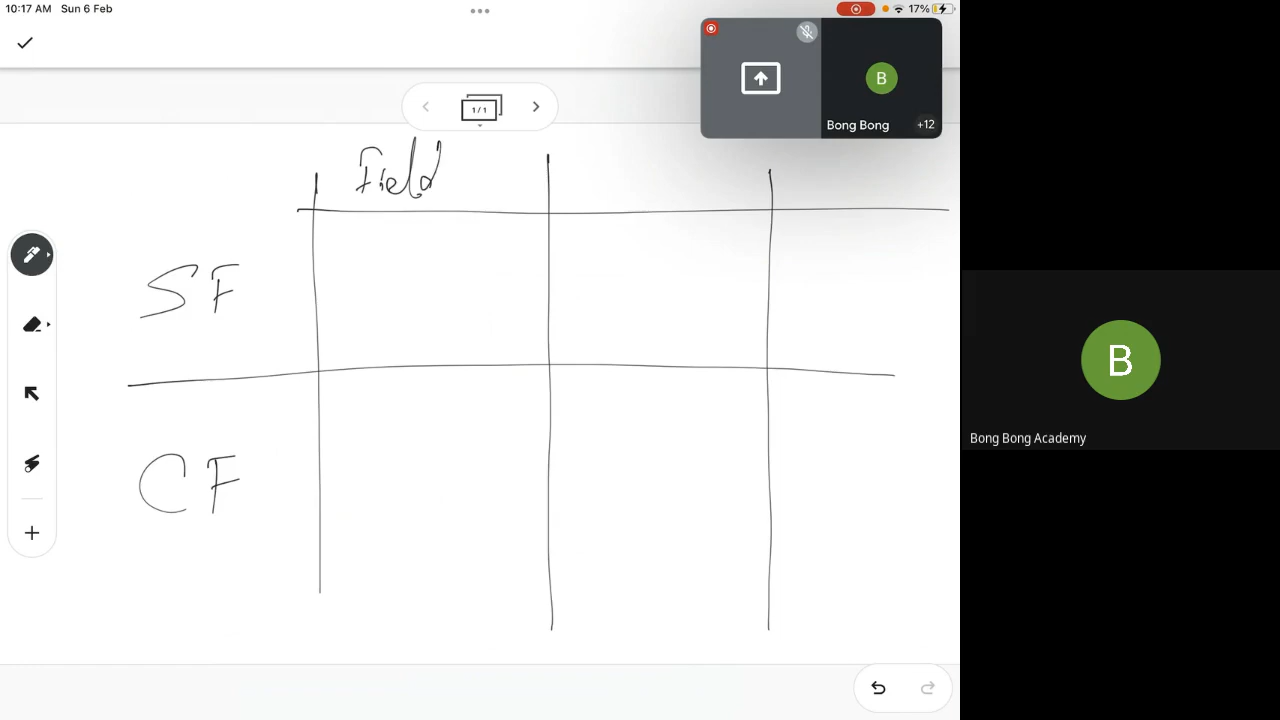 10:17 AM Sun 6 Feb
17%
B
Bong Bong +12
1/1
Field
SF
B
Bong Bong Academy
CF